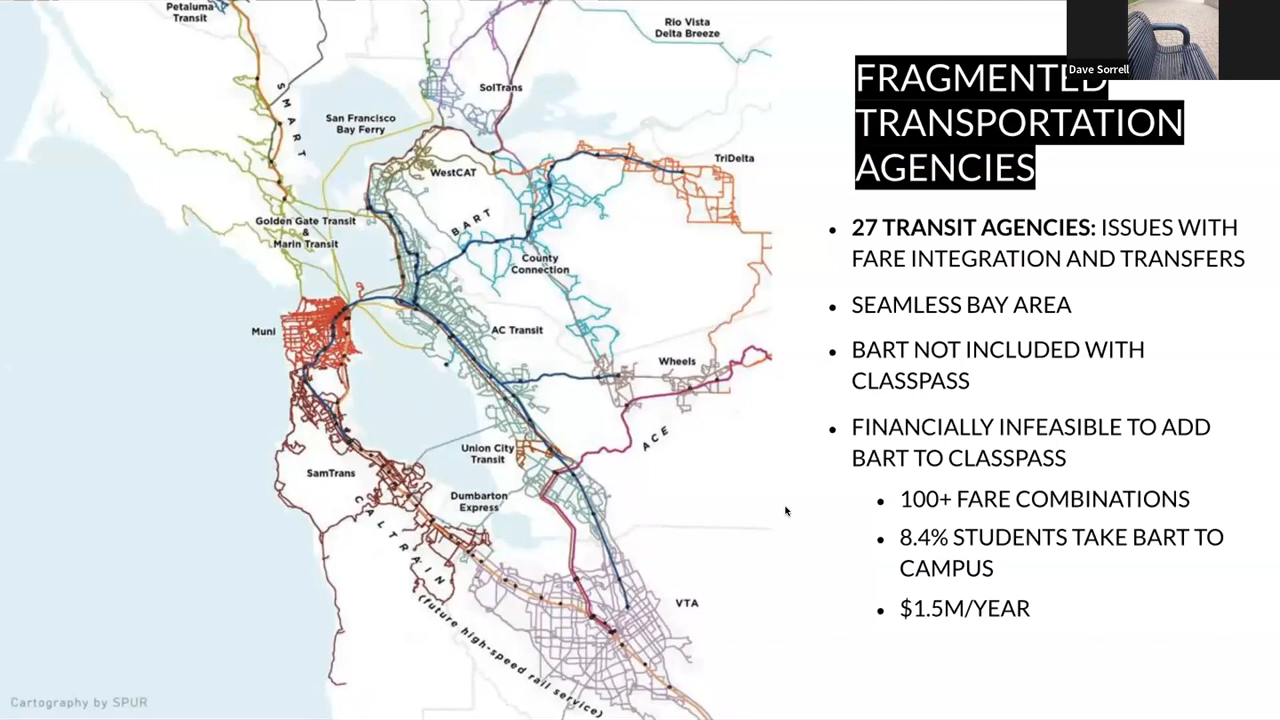 Petaluma
Transit
SMART
San Francisco
Bay Ferry
SolTrans
Rio Vista
Delta Breeze
WestCAT
TriDelta
BART
Golden Gate Transit
&
Marin Transit
County
Connection
Muni
AC Transit
Wheels
ACE
Union City
Transit
SamTrans
Dumbarton
Express
CALTRAIN
(future high-speed rail service)
VTA
Cartography by SPUR
Dave Sorrell
FRAGMENTED
TRANSPORTATION
AGENCIES
• 27 TRANSIT AGENCIES: ISSUES WITH
FARE INTEGRATION AND TRANSFERS
• SEAMLESS BAY AREA
• BART NOT INCLUDED WITH
CLASSPASS
• FINANCIALLY INFEASIBLE TO ADD
BART TO CLASSPASS
• 100+ FARE COMBINATIONS
• 8.4% STUDENTS TAKE BART TO
CAMPUS
• $1.5M/YEAR